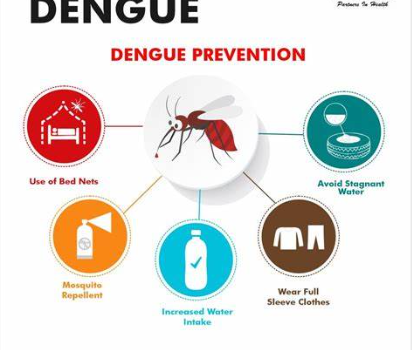 DENGUE
Partners In Health
DENGUE PREVENTION
Use of Bed Nets
Avoid Stagnant
Water
Mosquito
Repellent
Wear Full
Sleeve Clothes
Increased Water
Intake